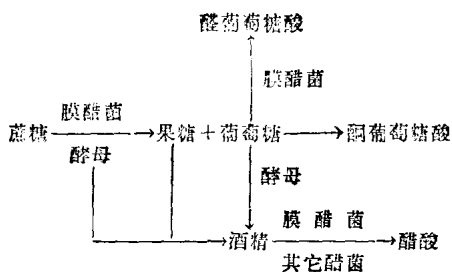 醛葡萄糖酸
膜醋菌
蔗糖 膜醋菌 果糖+葡萄糖 酮葡萄糖酸
酵母 酵母
酒精 膜醋菌 醋酸
其它醋菌